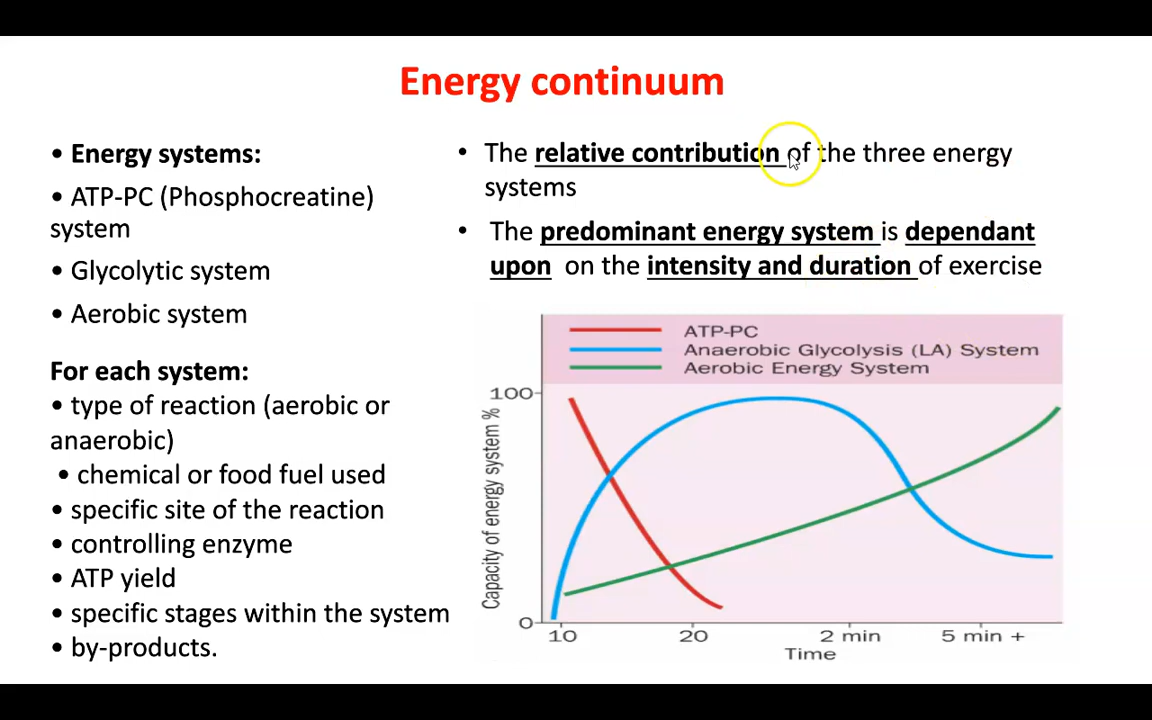 Energy continuum
• Energy systems:
• ATP-PC (Phosphocreatine)
system
• Glycolytic system
• Aerobic system
For each system:
• type of reaction (aerobic or
anaerobic)
• chemical or food fuel used
• specific site of the reaction
• controlling enzyme
• ATP yield
• specific stages within the system
• by-products.
• The relative contribution of the three energy
systems
• The predominant energy system is dependant
upon on the intensity and duration of exercise
ATP-PC
Anaerobic Glycolysis (LA) System
Aerobic Energy System
Capacity of energy system %
100
0
10 20 2 min 5 min +
Time